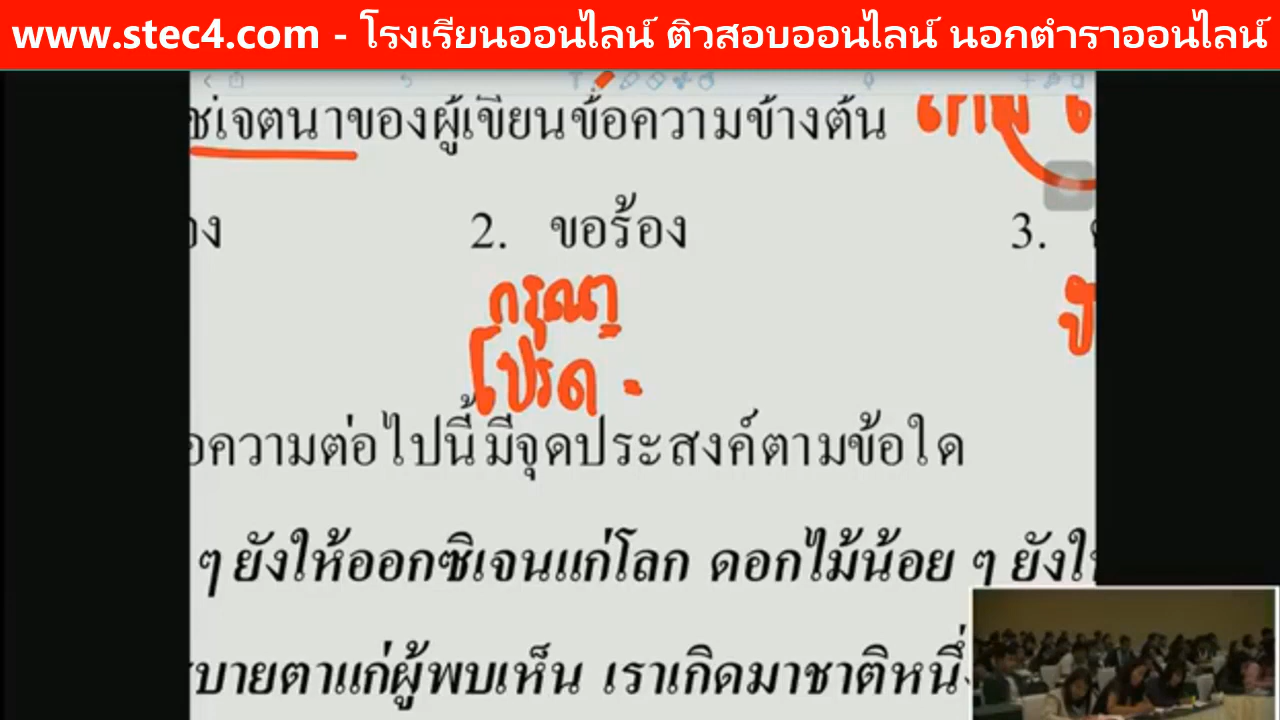 www.stec4.com - โรงเรียนออนไลน์ ติวสอบออนไลน์ นอกตำราออนไลน์
ช่เจตนาของผู้เขียนข้อความข้างต้น
2. ขอร้อง
3.
กรุณา
โปรด
ความต่อไปนี้มีจุดประสงค์ตามข้อใด
ๆ ยังให้ออกซิเจนแก่โลก ดอกไม้น้อย ๆ ยังให้
บายตาแก่ผู้พบเห็น เราเกิดมาชาติหนึ่ง